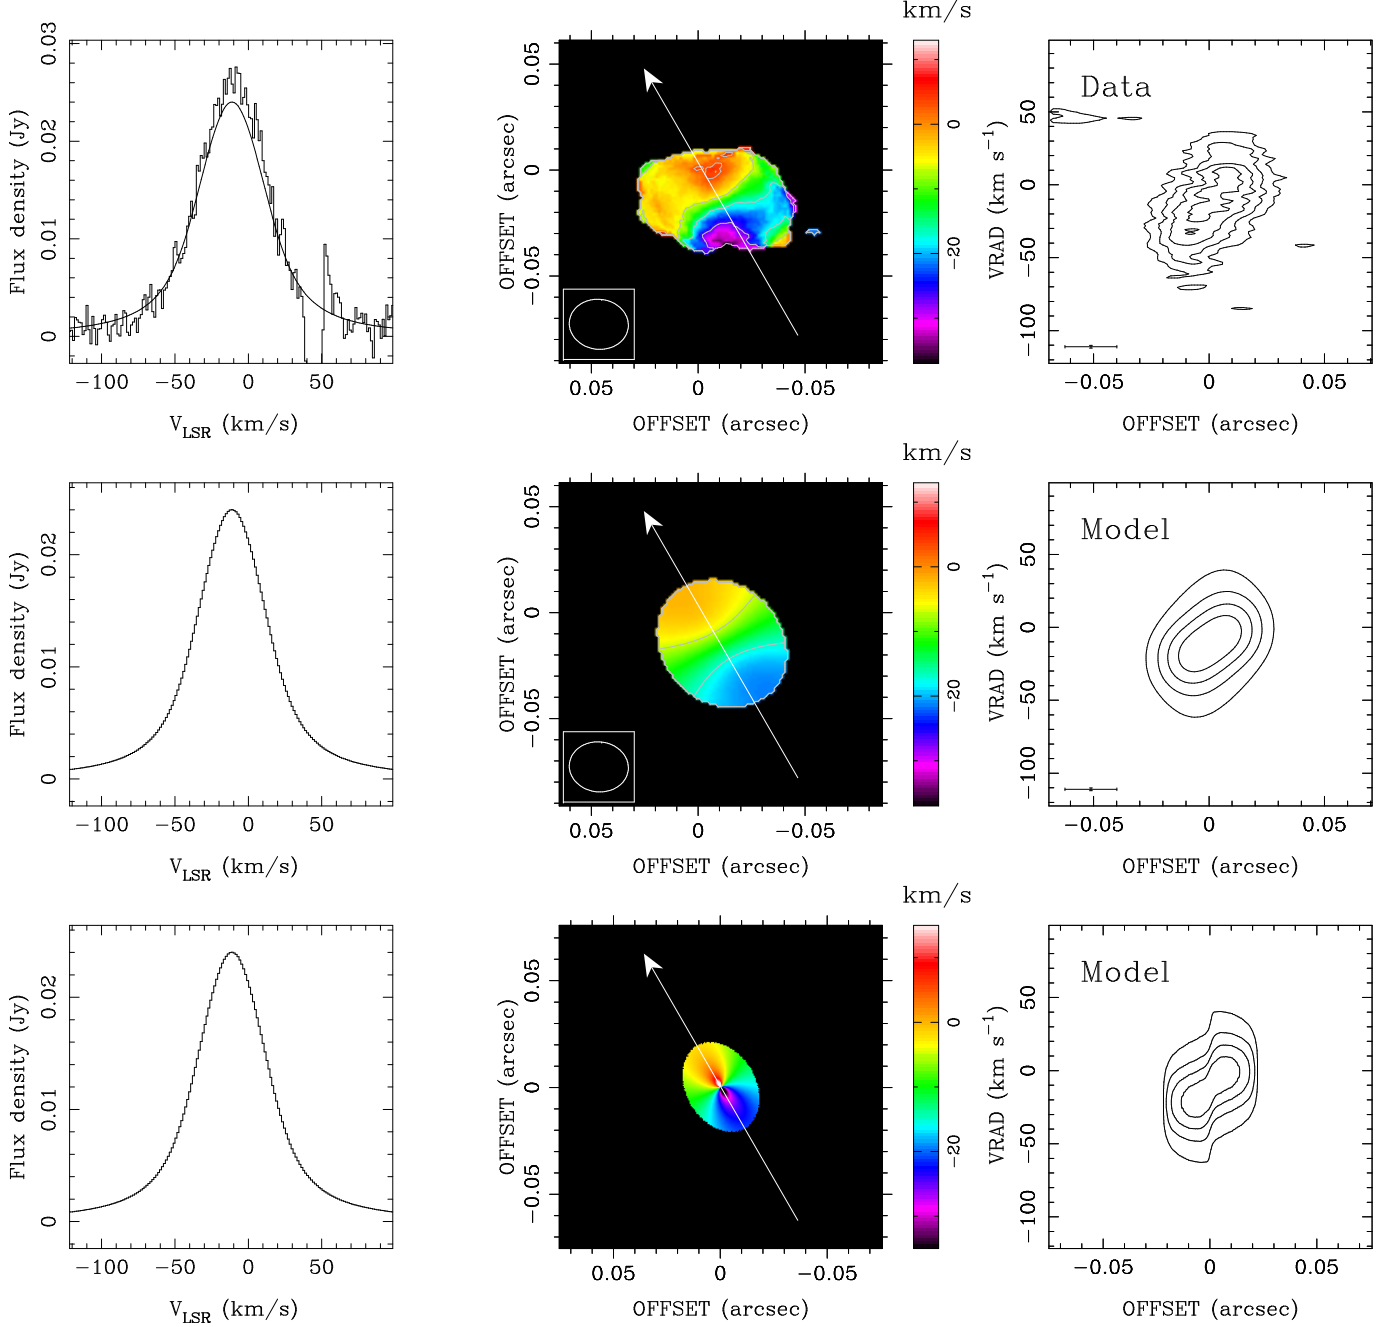 km/s
0.03
0.02
0.01
0
Flux density (Jy)
−100 −50 0 50
V_LSR (km/s)
0.05
0
−0.05
OFFSET (arcsec)
0.05 0 −0.05
OFFSET (arcsec)
0
−20
Data
50
0
−50
−100
VRAD (km s⁻¹)
−0.05 0 0.05
OFFSET (arcsec)
km/s
0.02
0.01
0
Flux density (Jy)
−100 −50 0 50
V_LSR (km/s)
0.05
0
−0.05
OFFSET (arcsec)
0.05 0 −0.05
OFFSET (arcsec)
0
−20
Model
50
0
−50
−100
VRAD (km s⁻¹)
−0.05 0 0.05
OFFSET (arcsec)
km/s
0.02
0.01
0
Flux density (Jy)
−100 −50 0 50
V_LSR (km/s)
0.05
0
−0.05
OFFSET (arcsec)
0.05 0 −0.05
OFFSET (arcsec)
0
−20
Model
50
0
−50
−100
VRAD (km s⁻¹)
−0.05 0 0.05
OFFSET (arcsec)